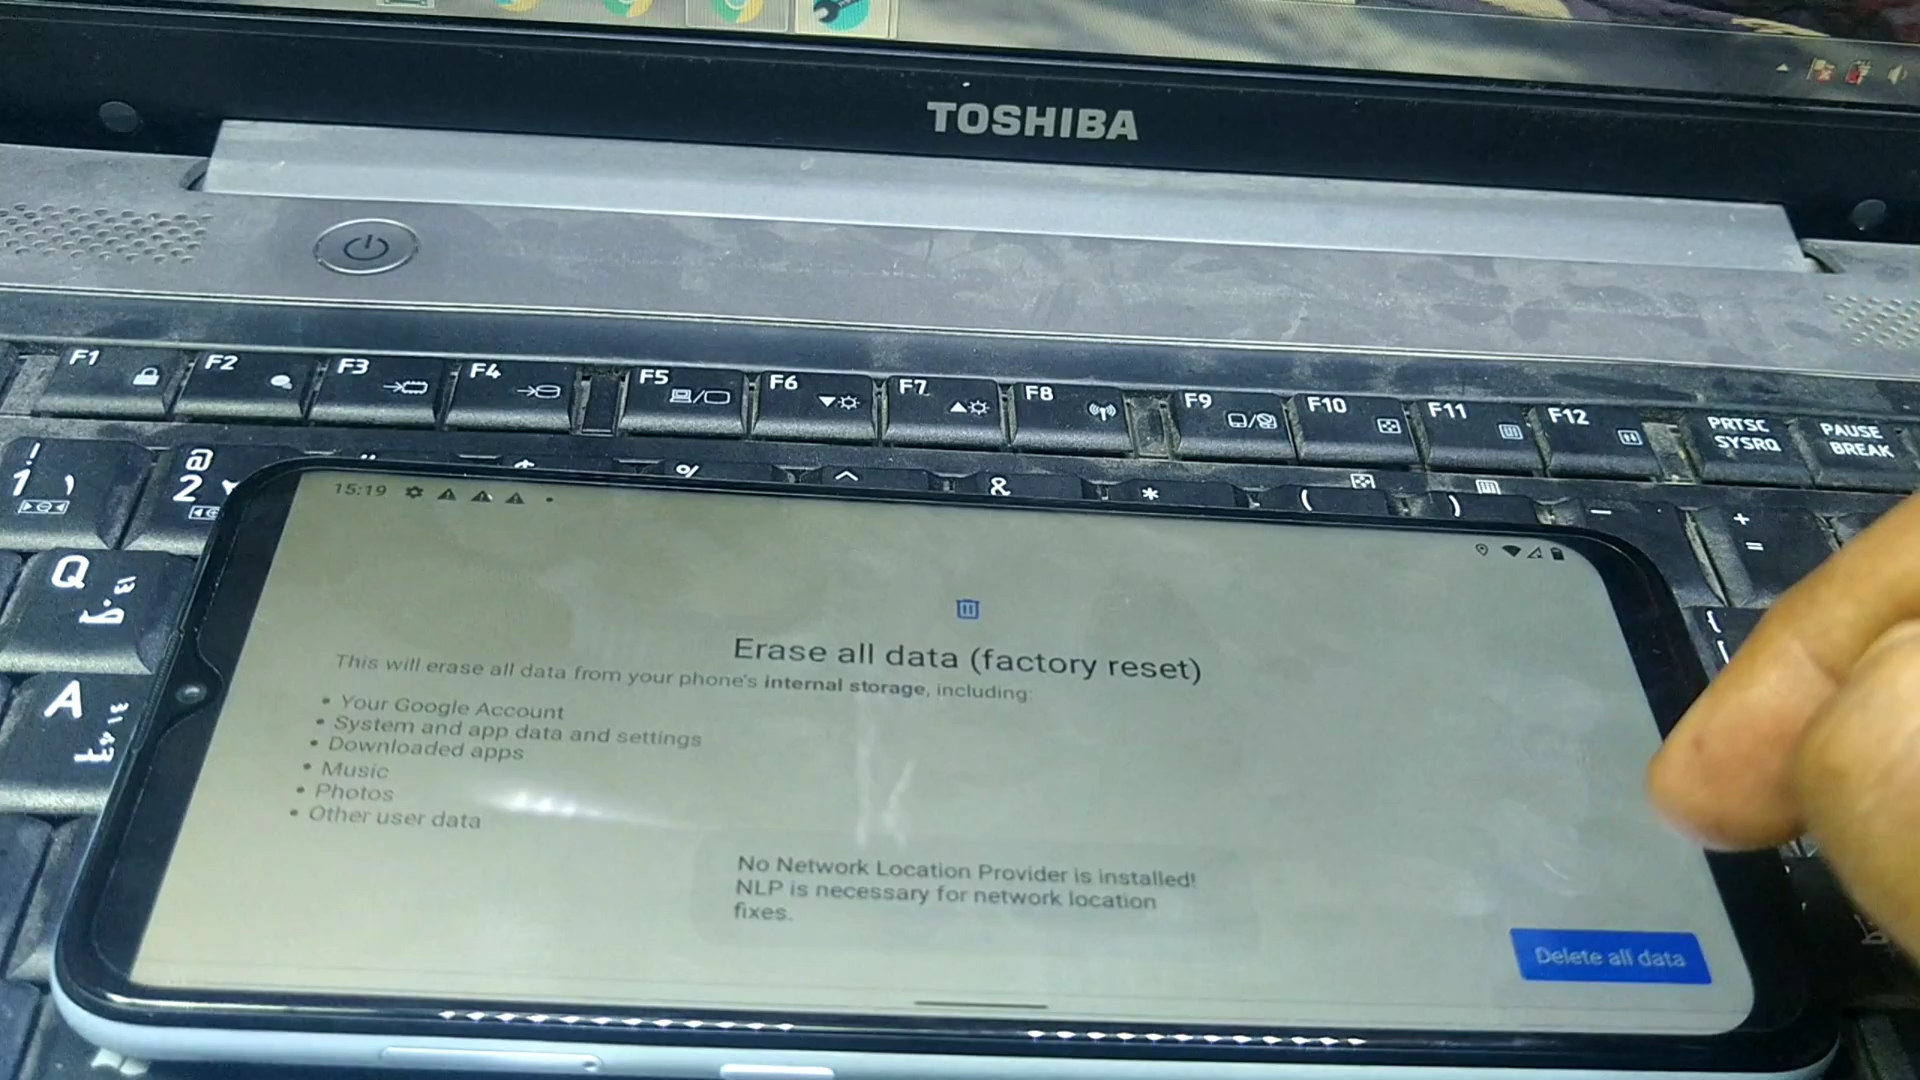 TOSHIBA
F1 F2 F3 F4 F5 F6 F7 F8 F9 F10 F11 F12 PRTSC SYSRQ PAUSE BREAK
! 1 ١
@ 2
% ^ & * ( ) _ + =
Q ض
A ش
15:19
Erase all data (factory reset)
This will erase all data from your phone's internal storage, including:
• Your Google Account
• System and app data and settings
• Downloaded apps
• Music
• Photos
• Other user data
No Network Location Provider is installed!
NLP is necessary for network location
fixes.
Delete all data